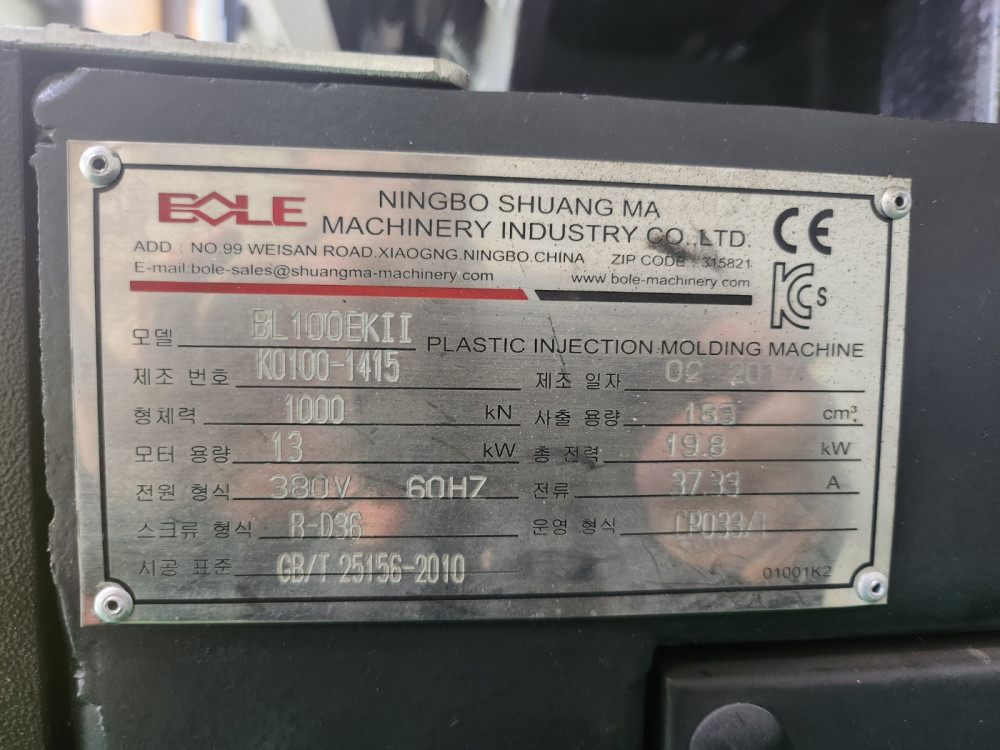 BOLE
NINGBO SHUANG MA
MACHINERY INDUSTRY CO.,LTD.
CE
ADD : NO.99 WEISAN ROAD.XIAOGNG.NINGBO.CHINA ZIP CODE : 315821
E-mail:bole-sales@shuangma-machinery.com www.bole-machinery.com
KCs
모델 BL100EKII PLASTIC INJECTION MOLDING MACHINE
제조 번호 K0100-1415 제조 일자 02 20
형체력 1000 kN 사출 용량 183 cm³
모터 용량 13 kW 총 전력 19.8 kW
전원 형식 380V 60HZ 전류 37.33 A
스크류 형식 B-D36 운영 형식 CP033/T
시공 표준 GB/T 25156-2010 01001K2